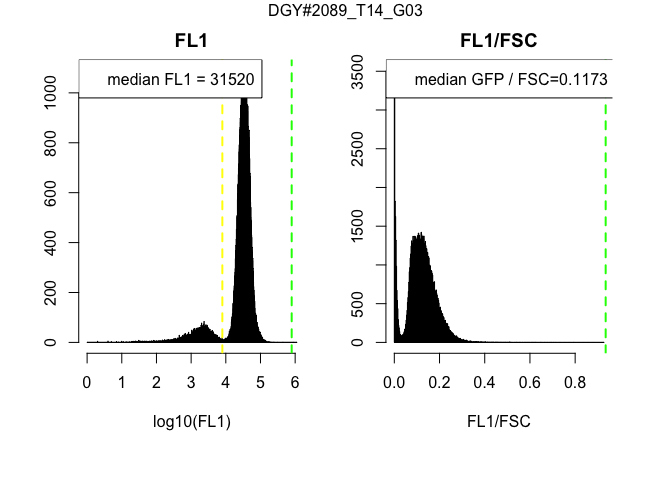 DGY#2089_T14_G03
FL1
median FL1 = 31520
1000
800
600
400
200
0
0 1 2 3 4 5 6
log10(FL1)
FL1/FSC
median GFP / FSC=0.1173
3500
2500
1500
500
0
0.0 0.2 0.4 0.6 0.8
FL1/FSC